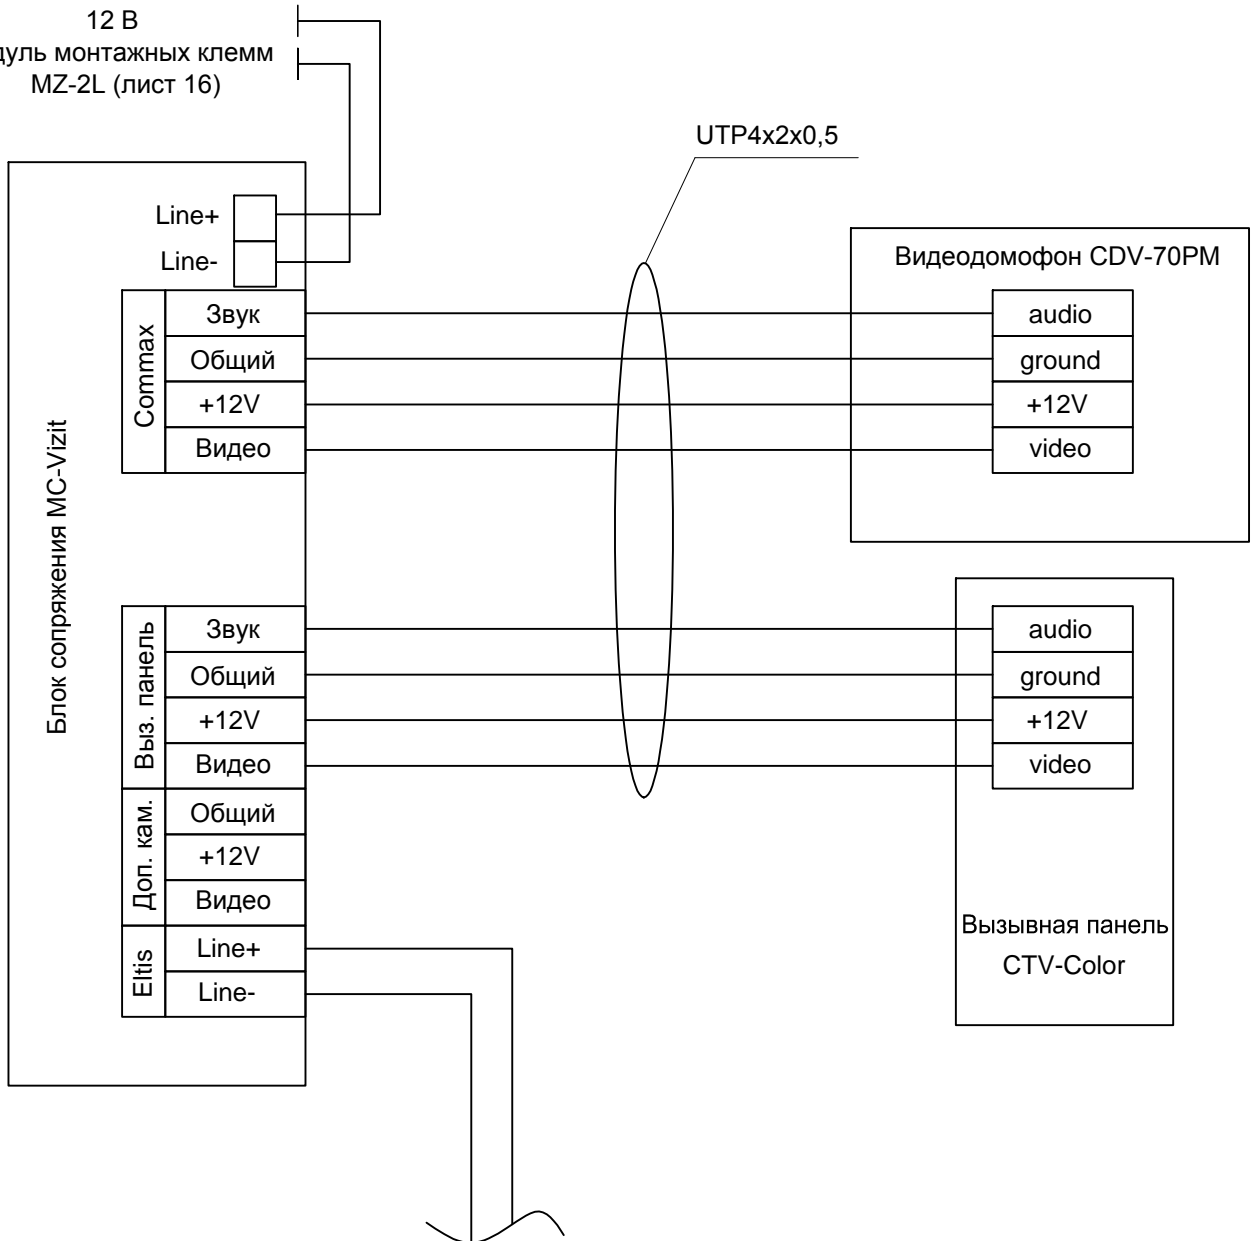 12 В
дуль монтажных клемм
MZ-2L (лист 16)
UTP4x2x0,5
Line+
Line-
Блок сопряжения MC-Vizit
Commax
Звук
Общий
+12V
Видео
Видеодомофон CDV-70PM
audio
ground
+12V
video
Выз. панель
Звук
Общий
+12V
Видео
Доп. кам.
Общий
+12V
Видео
Eltis
Line+
Line-
audio
ground
+12V
video
Вызывная панель
CTV-Color